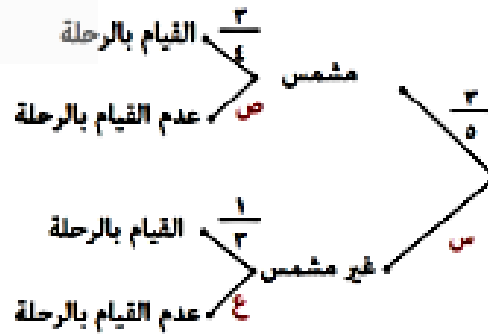 القيام بالرحلة
٣
٤
مشمس
عدم القيام بالرحلة
ص
٣
٥
القيام بالرحلة
١
٣
س
غير مشمس
عدم القيام بالرحلة
ع